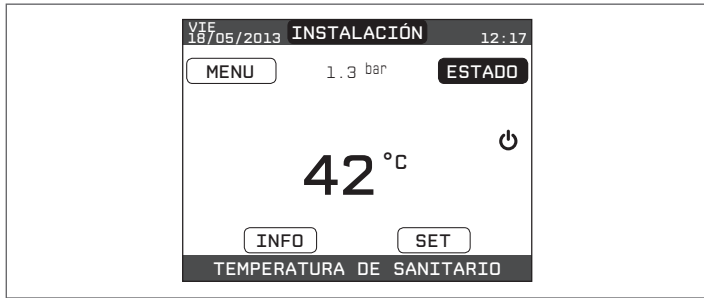 VIE
18/05/2013 INSTALACIÓN 12:17
MENU 1.3 bar ESTADO
42 °C
INFO SET
TEMPERATURA DE SANITARIO